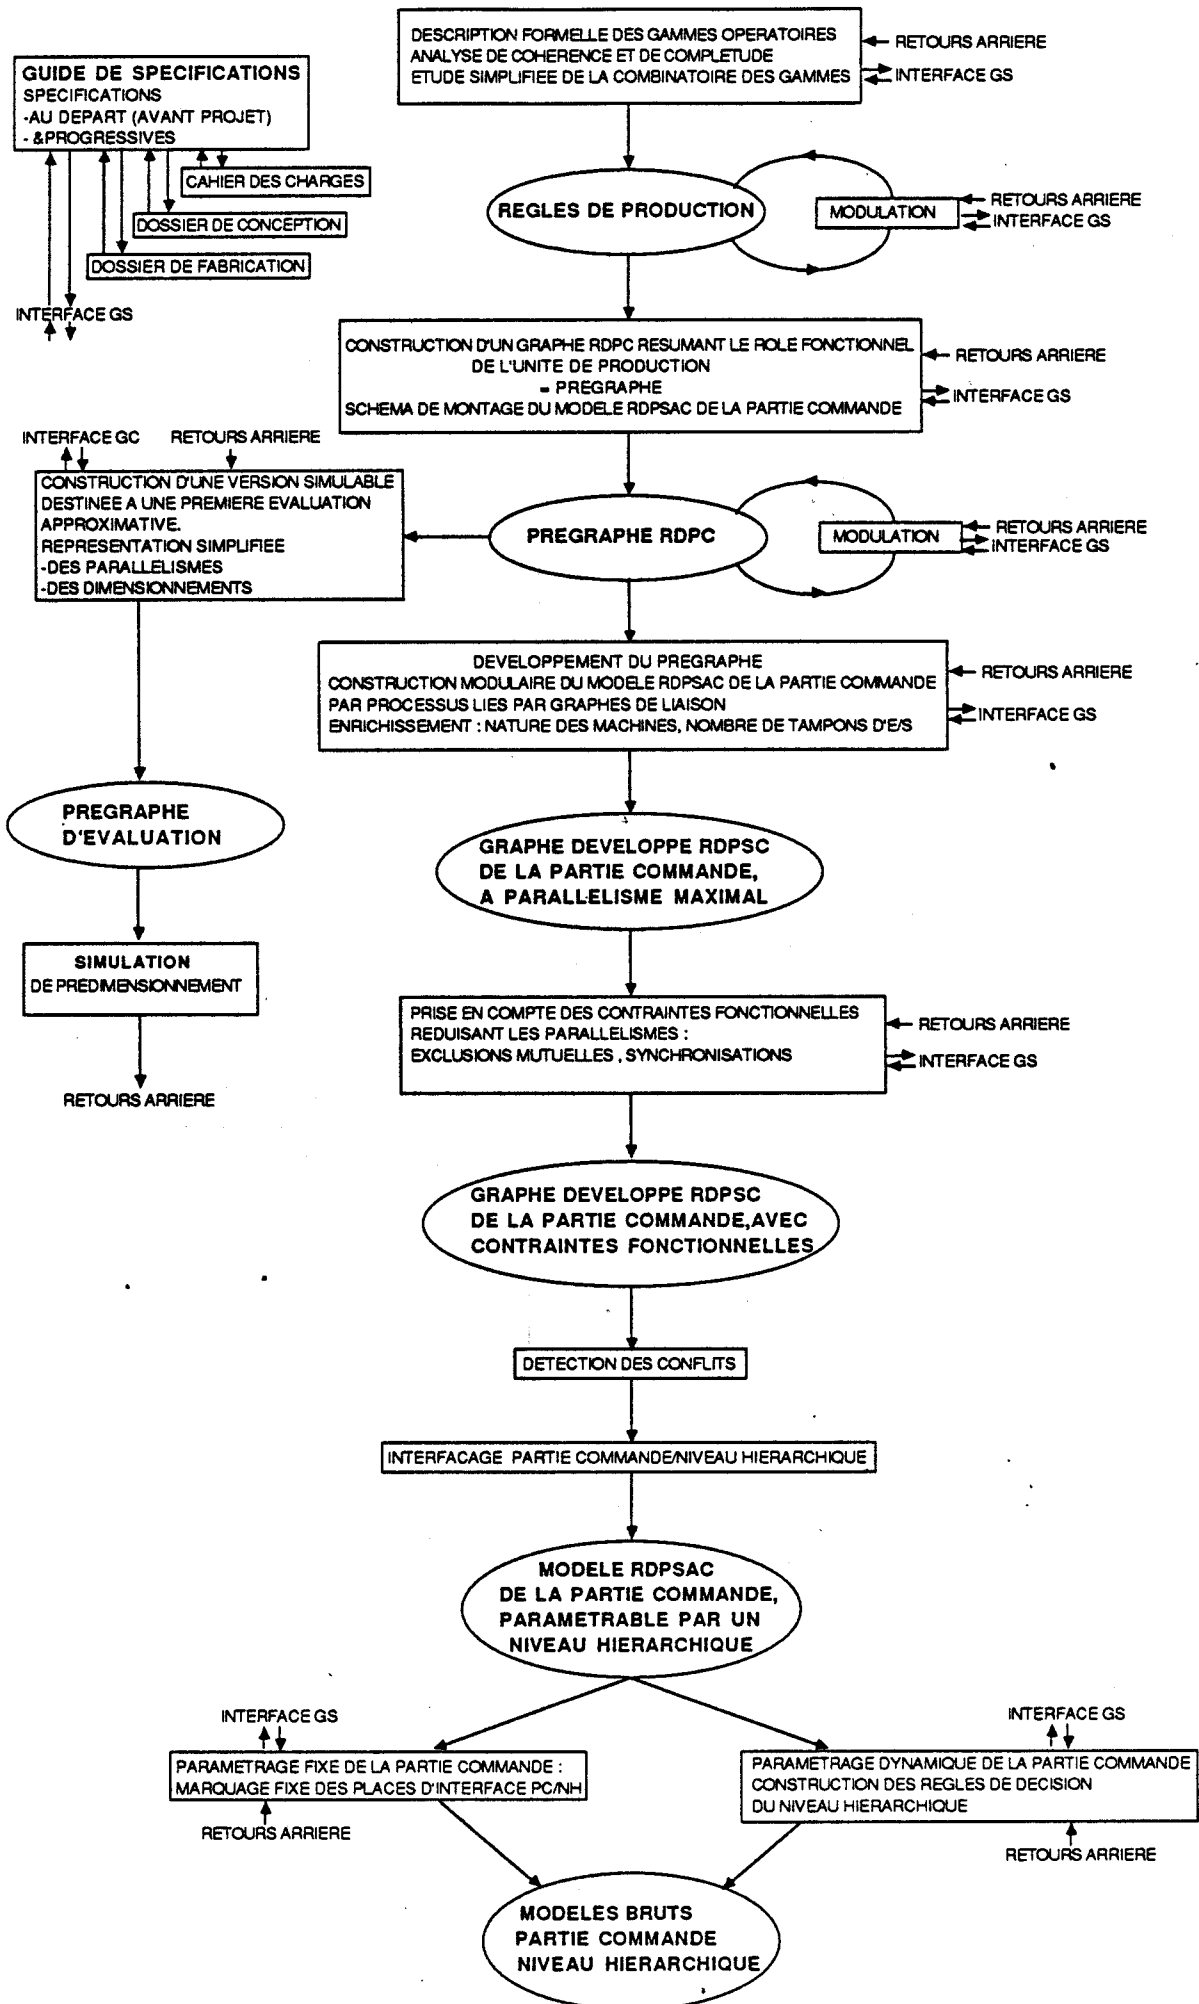 DESCRIPTION FORMELLE DES GAMMES OPERATOIRES
ANALYSE DE COHERENCE ET DE COMPLETUDE
ETUDE SIMPLIFIEE DE LA COMBINATOIRE DES GAMMES
RETOURS ARRIERE
INTERFACE GS
GUIDE DE SPECIFICATIONS
SPECIFICATIONS
-AU DEPART (AVANT PROJET)
- &PROGRESSIVES
CAHIER DES CHARGES
DOSSIER DE CONCEPTION
DOSSIER DE FABRICATION
INTERFACE GS
REGLES DE PRODUCTION
MODULATION
RETOURS ARRIERE
INTERFACE GS
CONSTRUCTION D'UN GRAPHE RDPC RESUMANT LE ROLE FONCTIONNEL
DE L'UNITE DE PRODUCTION
= PREGRAPHE
SCHEMA DE MONTAGE DU MODELE RDPSAC DE LA PARTIE COMMANDE
RETOURS ARRIERE
INTERFACE GS
INTERFACE GC
RETOURS ARRIERE
CONSTRUCTION D'UNE VERSION SIMULABLE
DESTINEE A UNE PREMIERE EVALUATION
APPROXIMATIVE.
REPRESENTATION SIMPLIFIEE
-DES PARALLELISMES
-DES DIMENSIONNEMENTS
PREGRAPHE RDPC
MODULATION
RETOURS ARRIERE
INTERFACE GS
DEVELOPPEMENT DU PREGRAPHE
CONSTRUCTION MODULAIRE DU MODELE RDPSAC DE LA PARTIE COMMANDE
PAR PROCESSUS LIES PAR GRAPHES DE LIAISON
ENRICHISSEMENT : NATURE DES MACHINES, NOMBRE DE TAMPONS D'E/S
RETOURS ARRIERE
INTERFACE GS
PREGRAPHE
D'EVALUATION
GRAPHE DEVELOPPE RDPSC
DE LA PARTIE COMMANDE,
A PARALLELISME MAXIMAL
SIMULATION
DE PREDIMENSIONNEMENT
RETOURS ARRIERE
PRISE EN COMPTE DES CONTRAINTES FONCTIONNELLES
REDUISANT LES PARALLELISMES :
EXCLUSIONS MUTUELLES , SYNCHRONISATIONS
RETOURS ARRIERE
INTERFACE GS
GRAPHE DEVELOPPE RDPSC
DE LA PARTIE COMMANDE,AVEC
CONTRAINTES FONCTIONNELLES
DETECTION DES CONFLITS
INTERFACAGE PARTIE COMMANDE/NIVEAU HIERARCHIQUE
MODELE RDPSAC
DE LA PARTIE COMMANDE,
PARAMETRABLE PAR UN
NIVEAU HIERARCHIQUE
INTERFACE GS
PARAMETRAGE FIXE DE LA PARTIE COMMANDE :
MARQUAGE FIXE DES PLACES D'INTERFACE PC/NH
RETOURS ARRIERE
INTERFACE GS
PARAMETRAGE DYNAMIQUE DE LA PARTIE COMMANDE
CONSTRUCTION DES REGLES DE DECISION
DU NIVEAU HIERARCHIQUE
RETOURS ARRIERE
MODELES BRUTS
PARTIE COMMANDE
NIVEAU HIERARCHIQUE